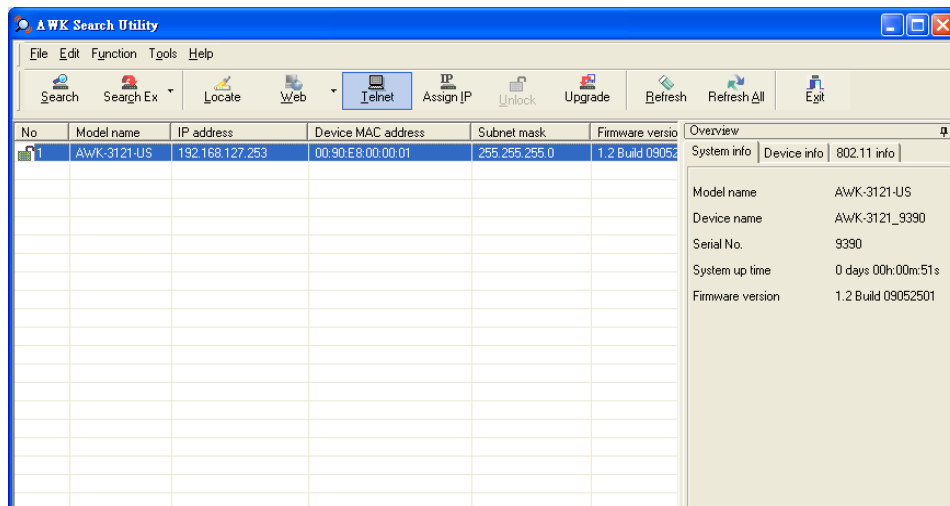 AWK Search Utility
File Edit Function Tools Help
Search Search Ex Locate Web Telnet Assign IP Unlock Upgrade Refresh Refresh All Exit
No Model name IP address Device MAC address Subnet mask Firmware versio
1 AWK-3121-US 192.168.127.253 00:90:E8:00:00:01 255.255.255.0 1.2 Build 09052
Overview
System info Device info 802.11 info
Model name AWK-3121-US
Device name AWK-3121_9390
Serial No. 9390
System up time 0 days 00h:00m:51s
Firmware version 1.2 Build 09052501